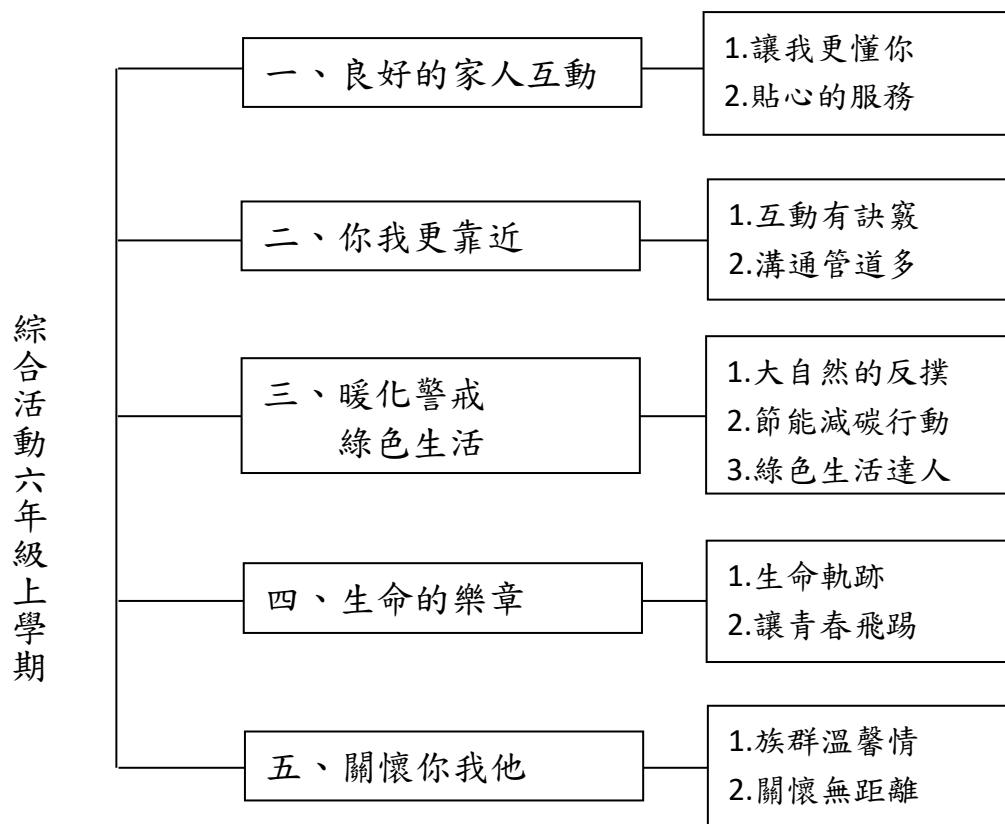 綜合活動六年級上學期
一、良好的家人互動
1.讓我更懂你
2.貼心的服務
二、你我更靠近
1.互動有訣竅
2.溝通管道多
三、暖化警戒
綠色生活
1.大自然的反撲
2.節能減碳行動
3.綠色生活達人
四、生命的樂章
1.生命軌跡
2.讓青春飛踢
五、關懷你我他
1.族群溫馨情
2.關懷無距離